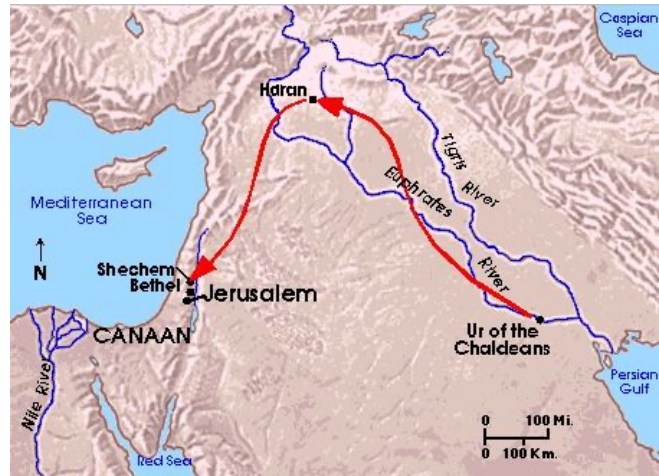 Caspian
Sea
Haran
Tigris
River
Euphrates
River
Mediterranean
Sea
N
Shechem
Bethel
Jerusalem
CANAAN
Ur of the
Chaldeans
Nile River
Persian
Gulf
0 100 Mi.
0 100 Km.
Red Sea